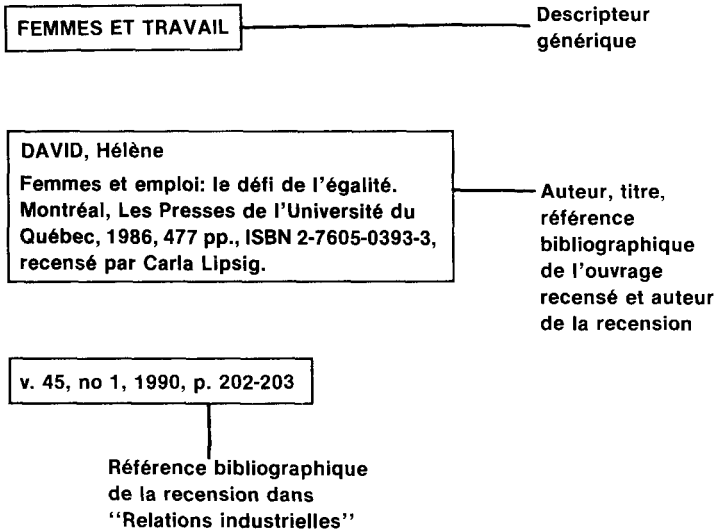 FEMMES ET TRAVAIL
Descripteur
générique
DAVID, Hélène
Femmes et emploi: le défi de l'égalité.
Montréal, Les Presses de l'Université du
Québec, 1986, 477 pp., ISBN 2-7605-0393-3,
recensé par Carla Lipsig.
Auteur, titre,
référence
bibliographique
de l'ouvrage
recensé et auteur
de la recension
v. 45, no 1, 1990, p. 202-203
Référence bibliographique
de la recension dans
''Relations industrielles''